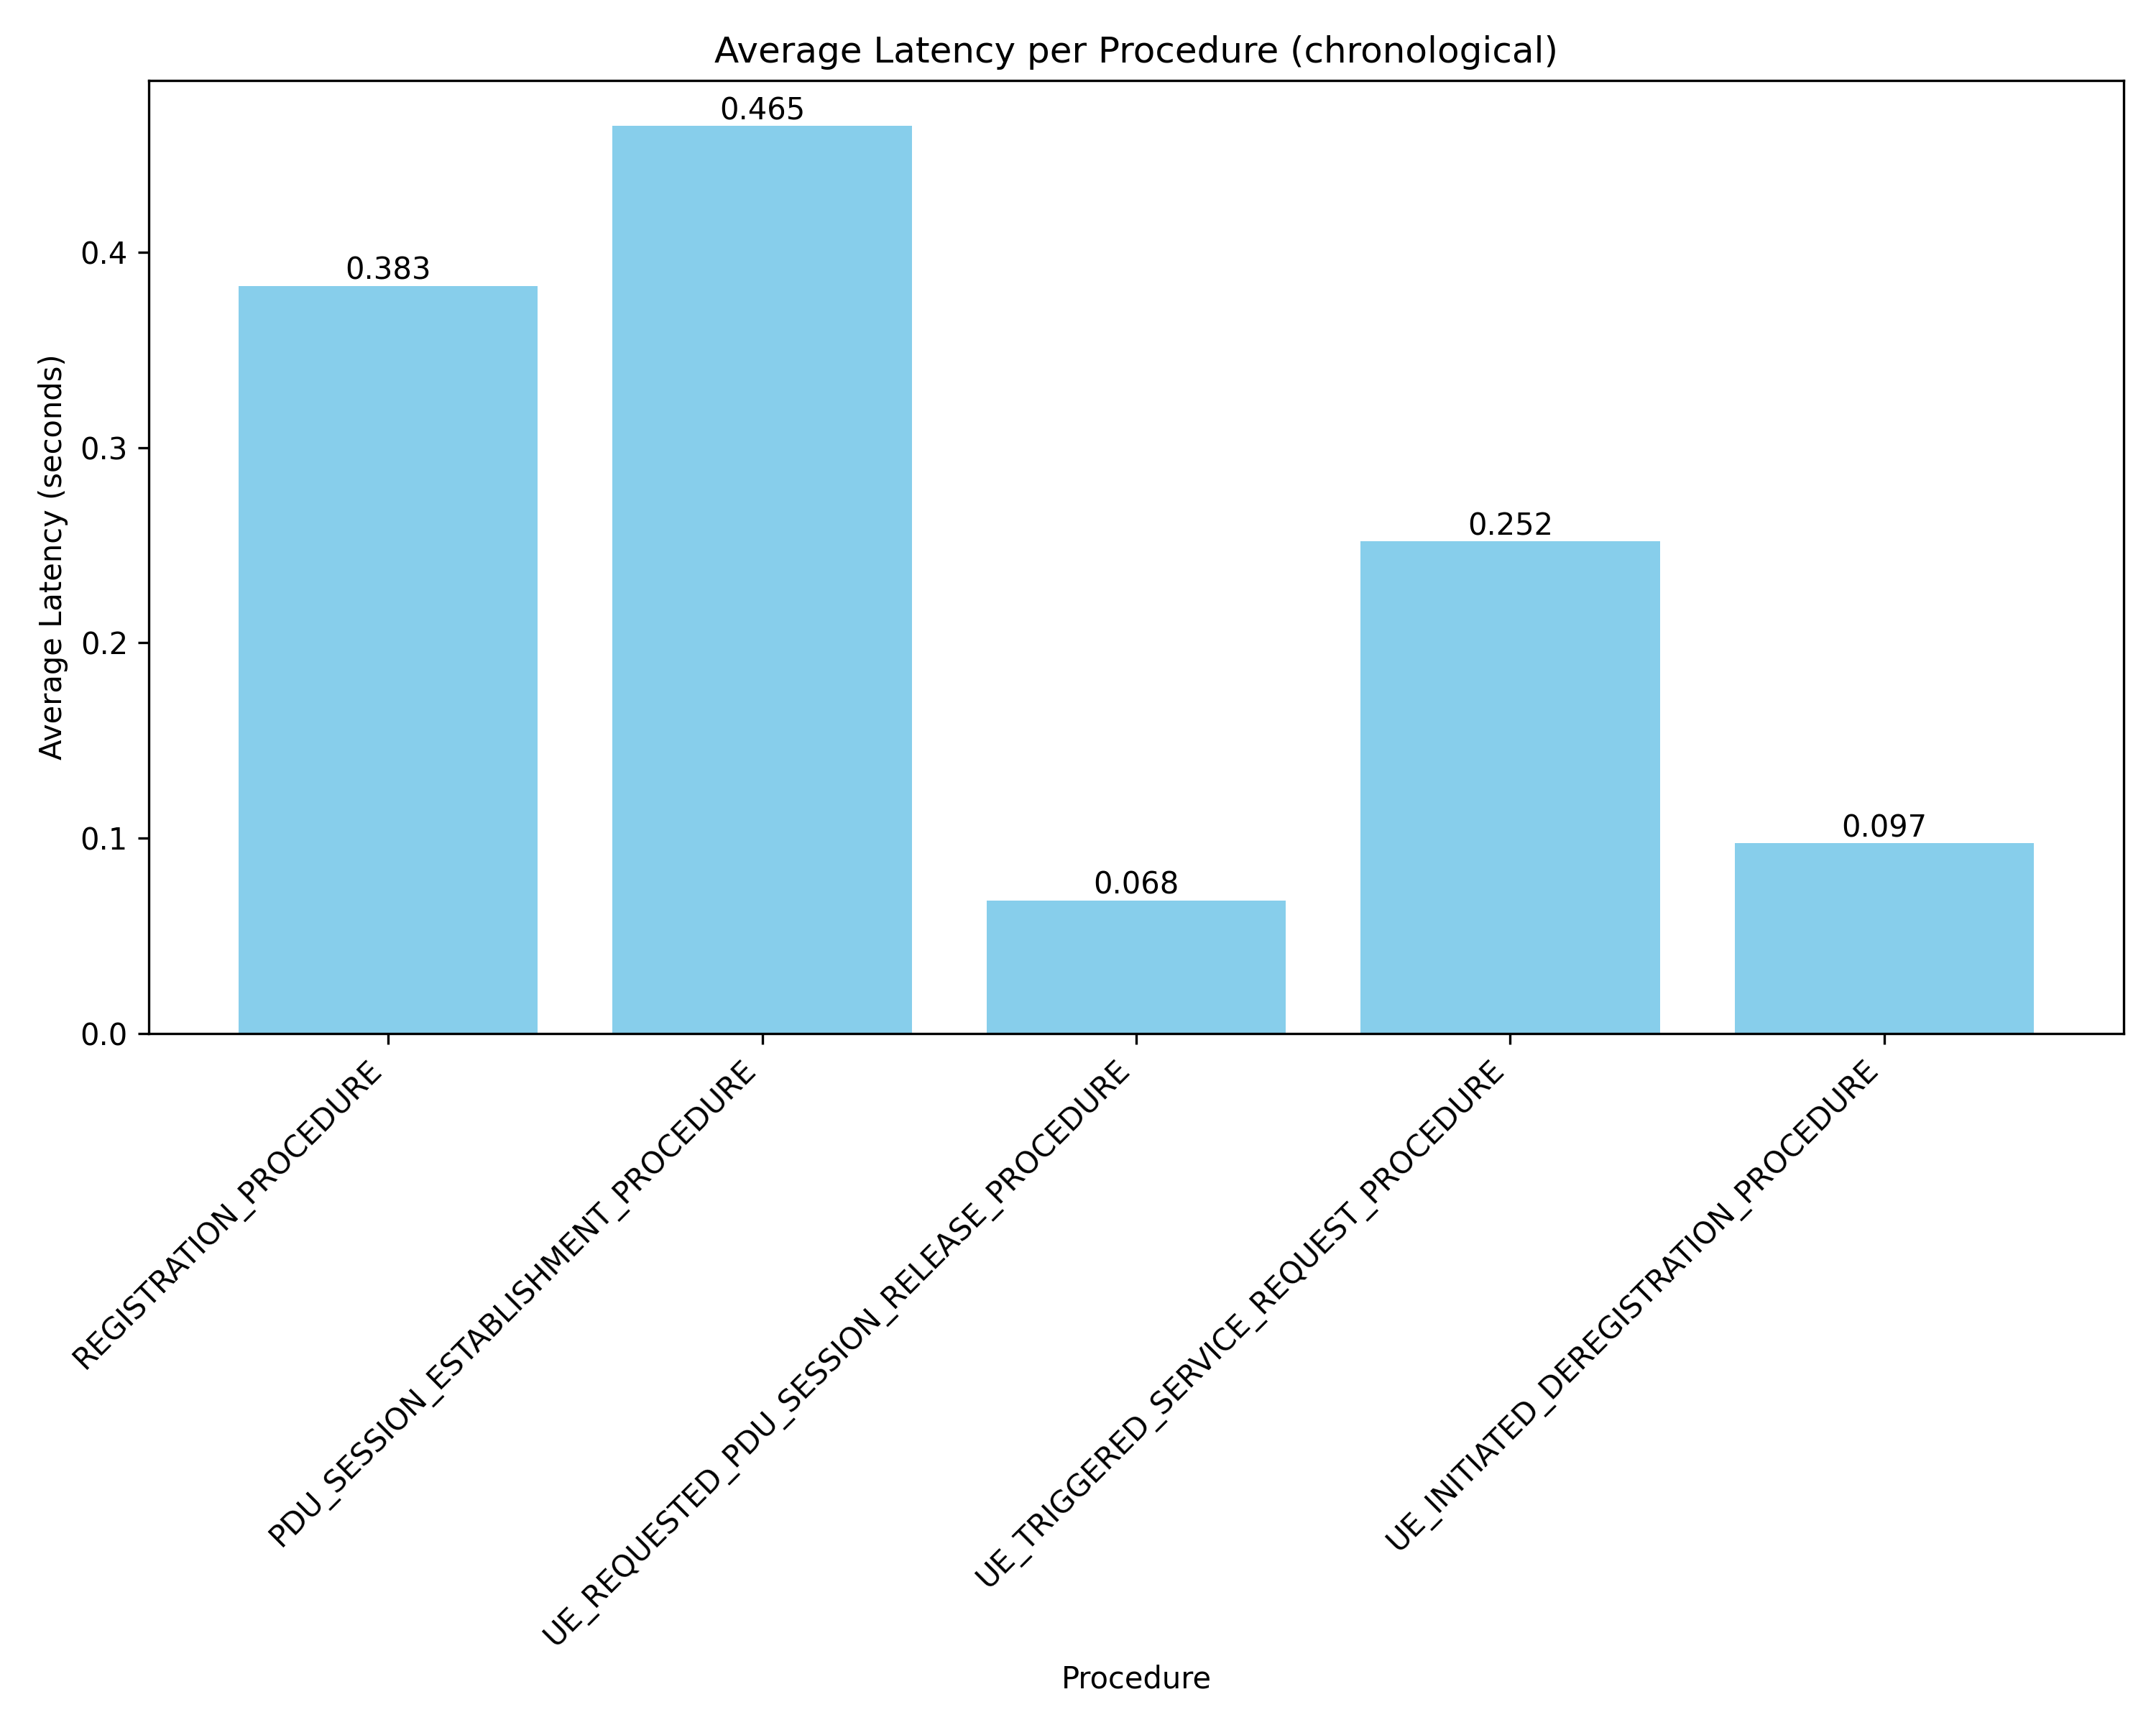 Average Latency per Procedure (chronological)
Average Latency (seconds)
0.4
0.3
0.2
0.1
0.0
0.383
0.465
0.068
0.252
0.097
REGISTRATION_PROCEDURE
PDU_SESSION_ESTABLISHMENT_PROCEDURE
UE_REQUESTED_PDU_SESSION_RELEASE_PROCEDURE
UE_TRIGGERED_SERVICE_REQUEST_PROCEDURE
UE_INITIATED_DEREGISTRATION_PROCEDURE
Procedure